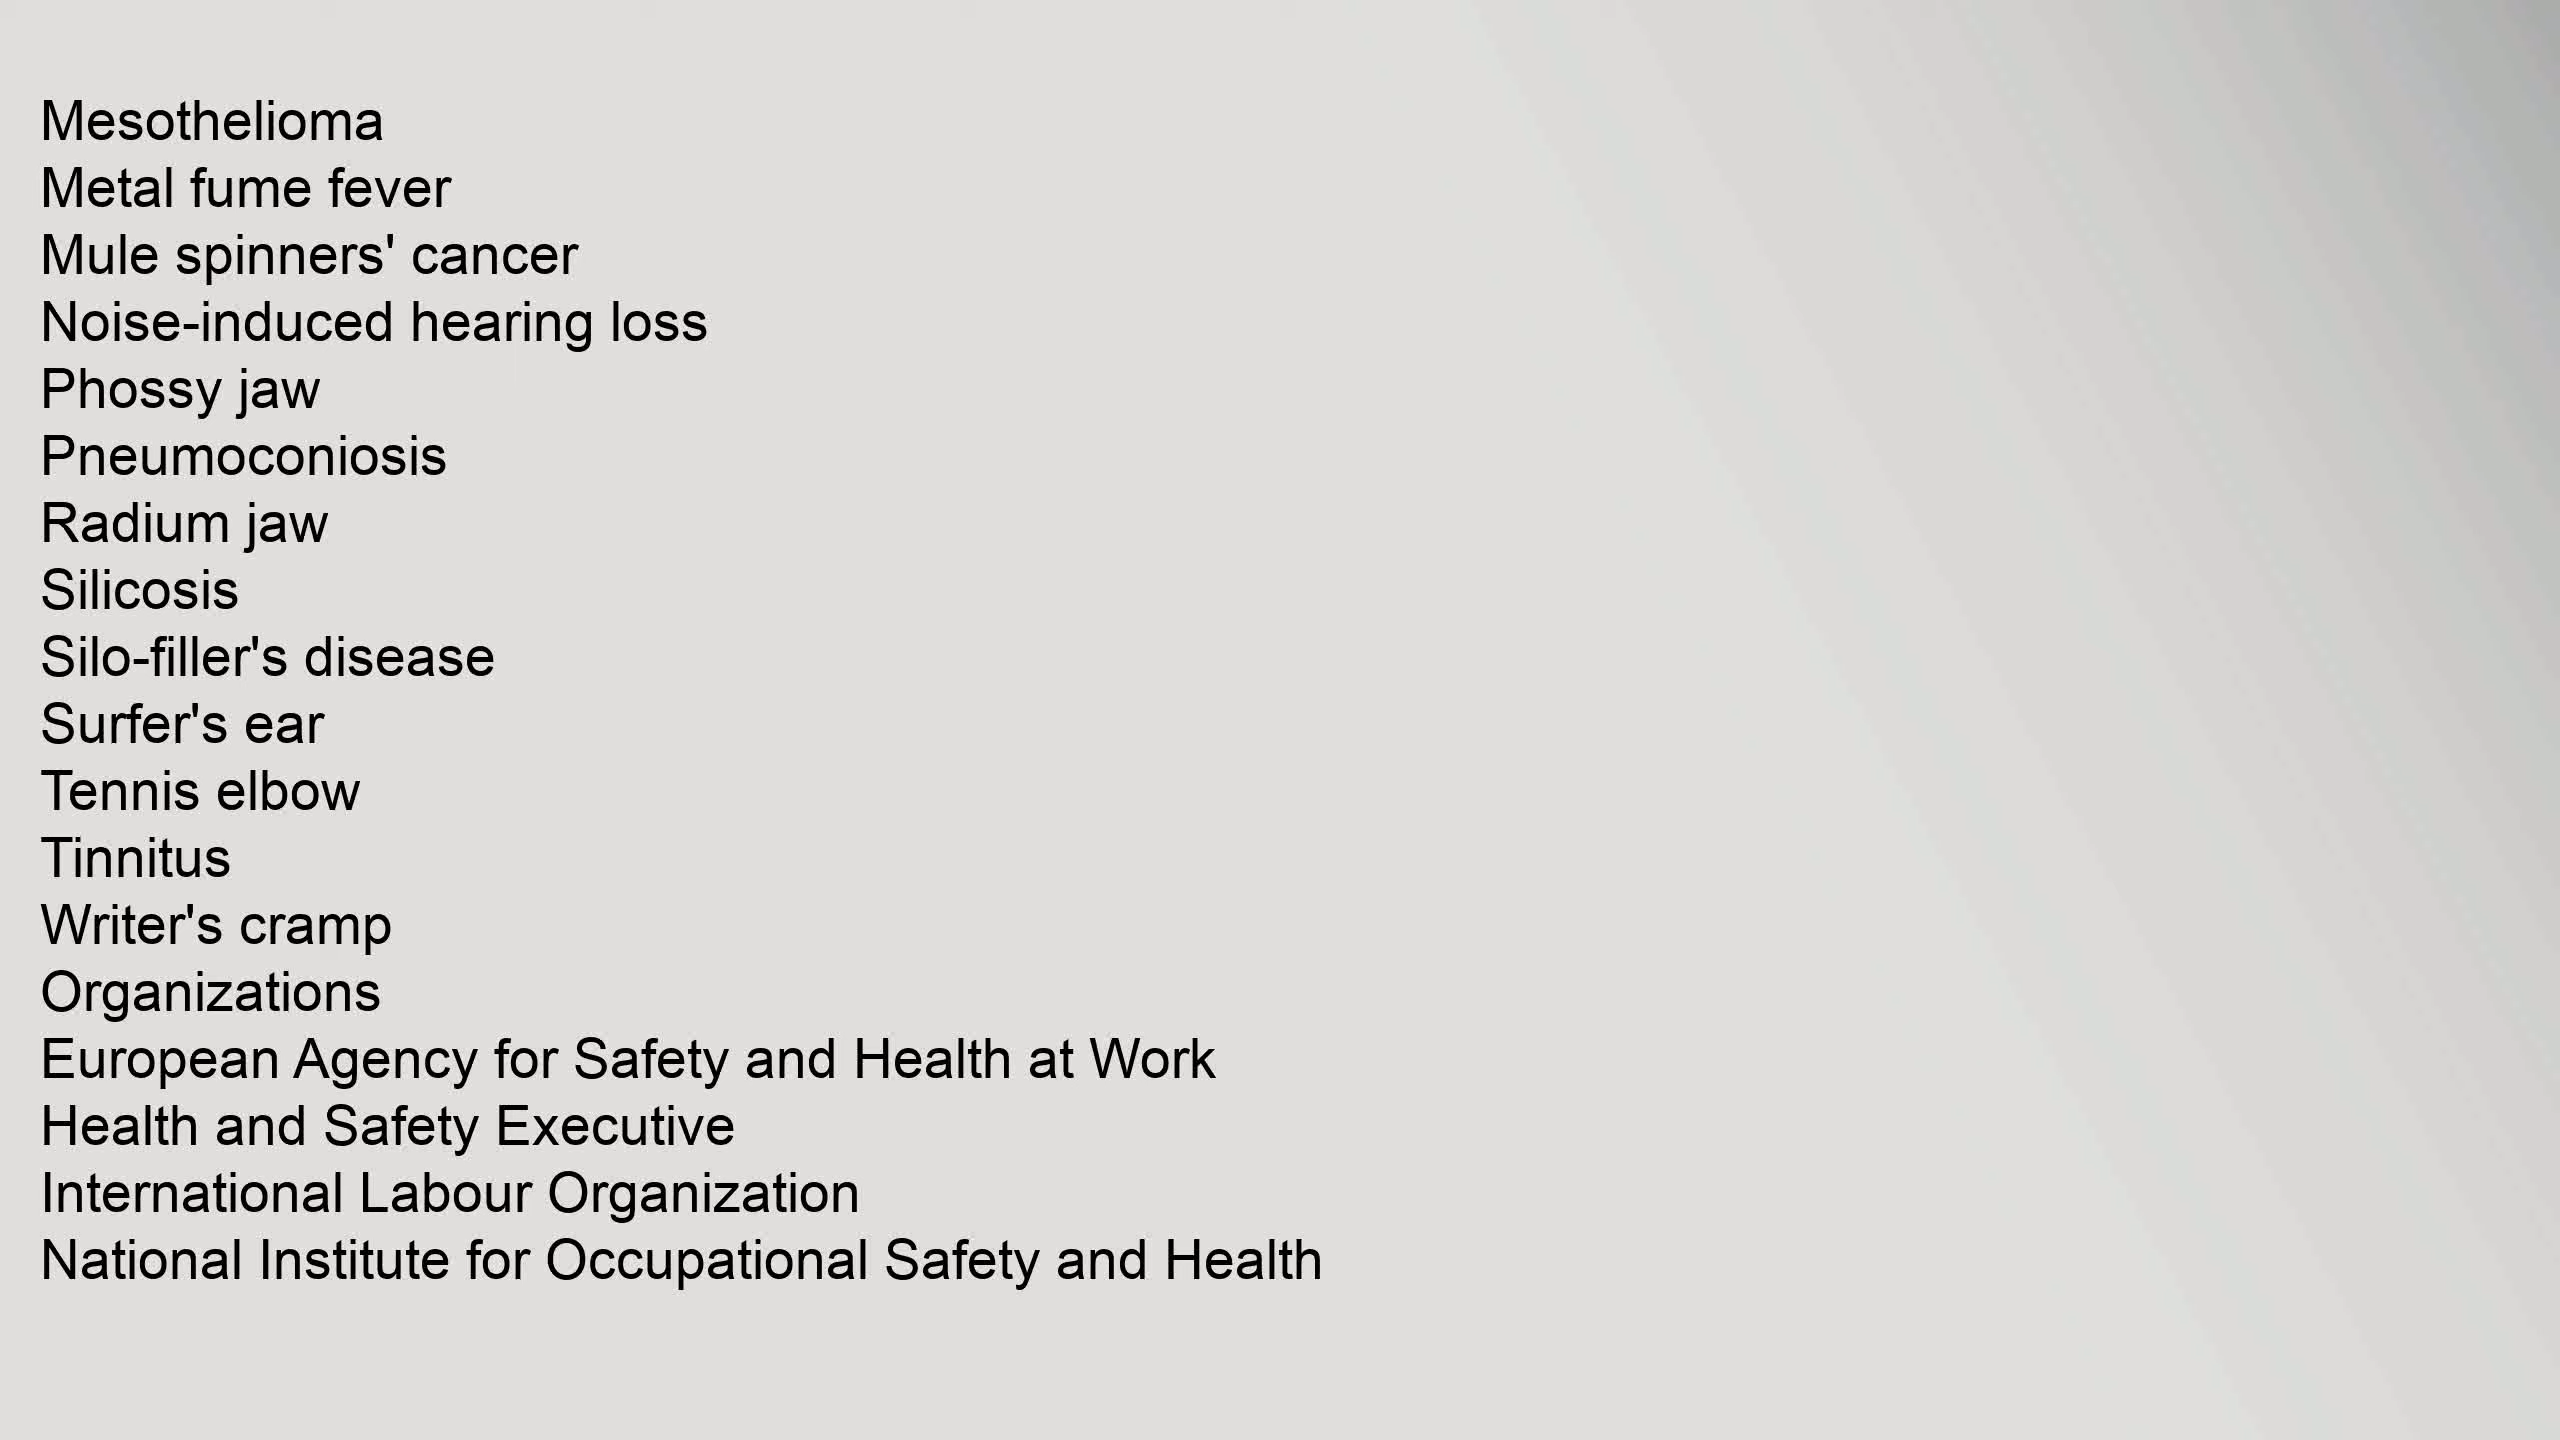 Mesothelioma
Metal fume fever
Mule spinners' cancer
Noise-induced hearing loss
Phossy jaw
Pneumoconiosis
Radium jaw
Silicosis
Silo-filler's disease
Surfer's ear
Tennis elbow
Tinnitus
Writer's cramp
Organizations
European Agency for Safety and Health at Work
Health and Safety Executive
International Labour Organization
National Institute for Occupational Safety and Health